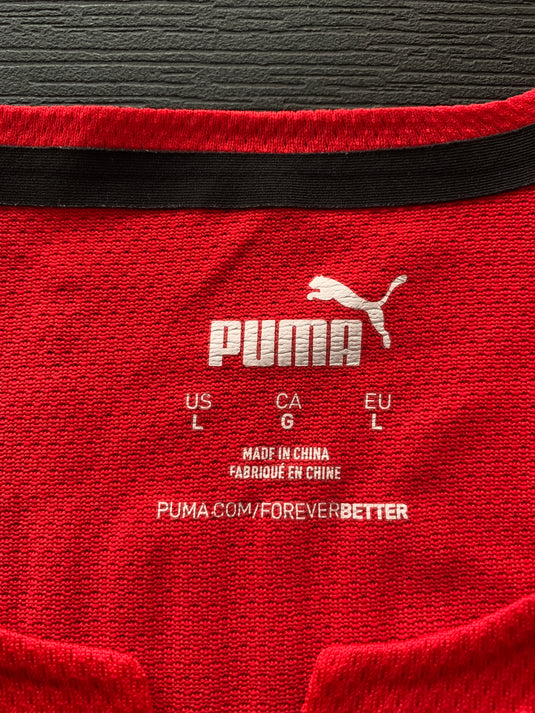 PUMA
US CA EU
L G L
MADE IN CHINA
FABRIQUÉ EN CHINE
PUMA.COM/FOREVERBETTER